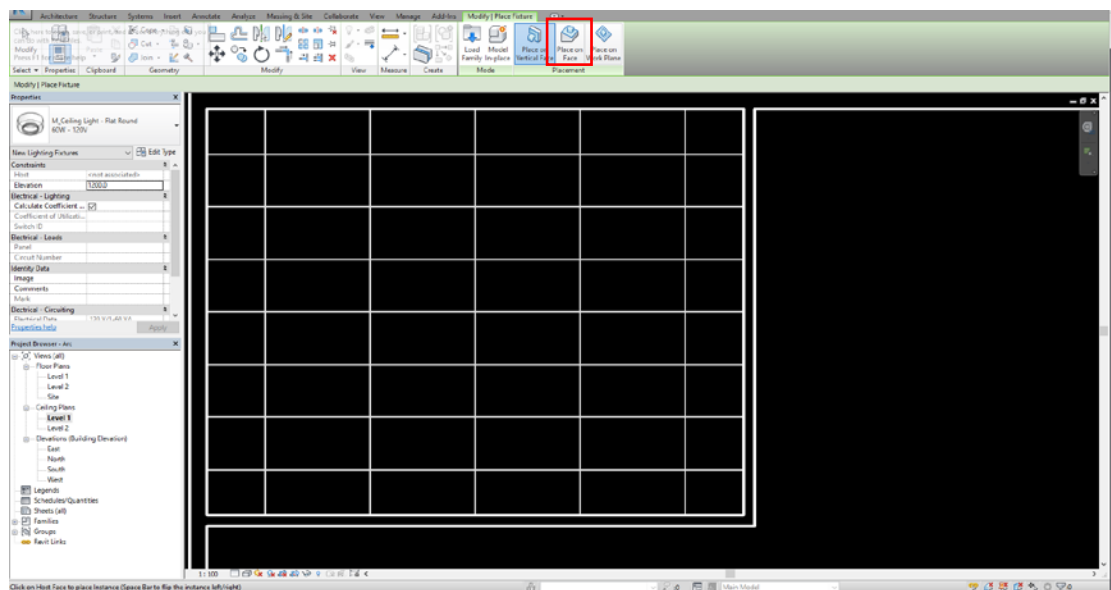 Architecture Structure Systems Insert Annotate Analyze Massing & Site Collaborate View Manage Add-Ins Modify | Place Fixture
Modify
Paste
Cope
Cut
Join
Load Family
Model In-place
Place on Vertical Face
Place on Face
Place on Work Plane
Select Properties Clipboard Geometry Modify View Measure Create Mode Placement
Modify | Place Fixture
Properties X
M_Ceiling Light - Flat Round
60W - 120V
New Lighting Fixtures Edit Type
Constraints
Host <not associated>
Elevation 1200.0
Electrical - Lighting
Calculate Coefficient ...
Coefficient of Utilizati...
Switch ID
Electrical - Loads
Panel
Circuit Number
Identity Data
Image
Comments
Mark
Electrical - Circuiting
Electrical Data
Properties help Apply
Project Browser - Arc X
Views (all)
Floor Plans
Level 1
Level 2
Site
Ceiling Plans
Level 1
Level 2
Elevations (Building Elevation)
East
North
South
West
Legends
Schedules/Quantities
Sheets (all)
Families
Groups
Revit Links
1 : 100
Click on Host Face to place Instance (Space Bar to flip the instance left/right) Main Model